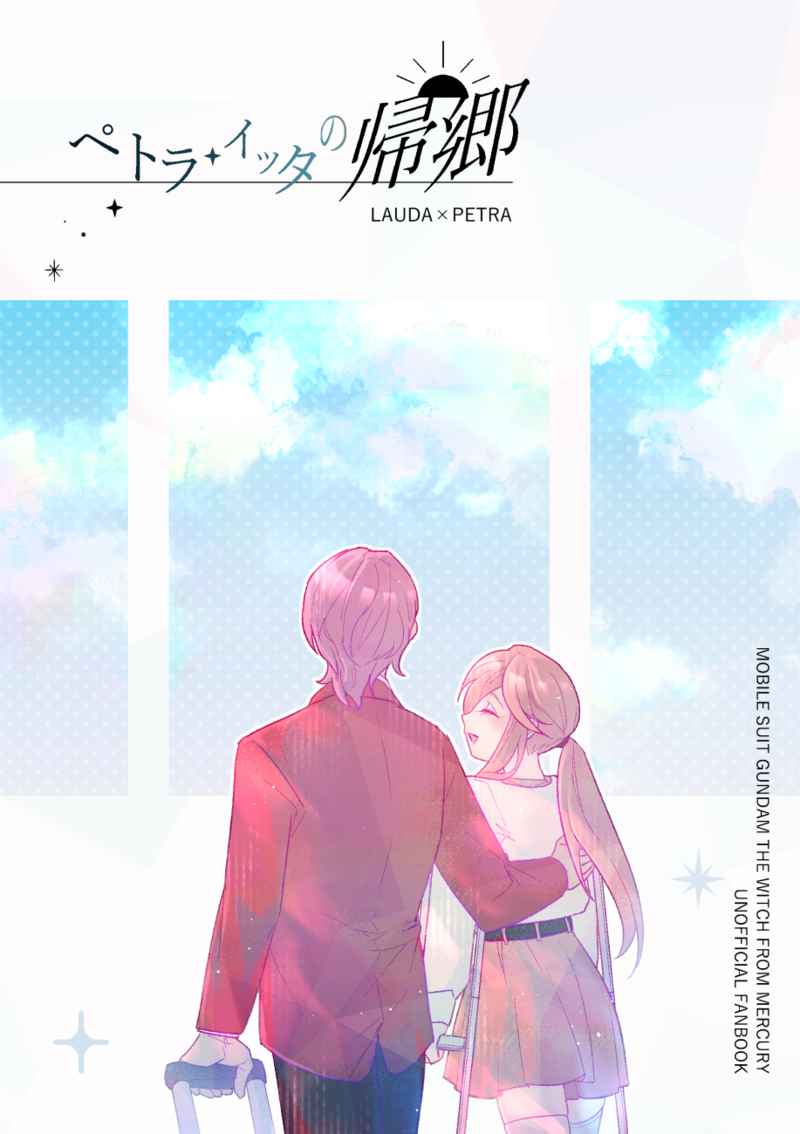 ペトラ・イッタの帰郷
LAUDA×PETRA
MOBILE SUIT GUNDAM THE WITCH FROM MERCURY
UNOFFICIAL FANBOOK